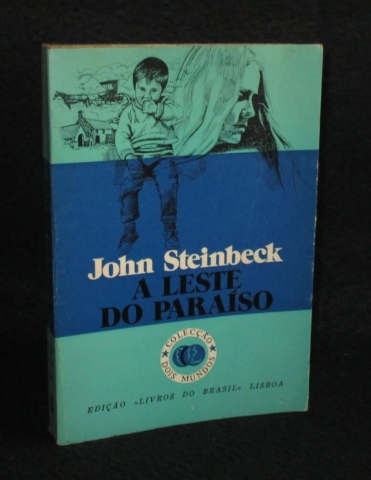 John Steinbeck
A LESTE
DO PARAÍSO
COLECÇÃO
DOIS MUNDOS
EDIÇÃO «LIVROS DO BRASIL» LISBOA